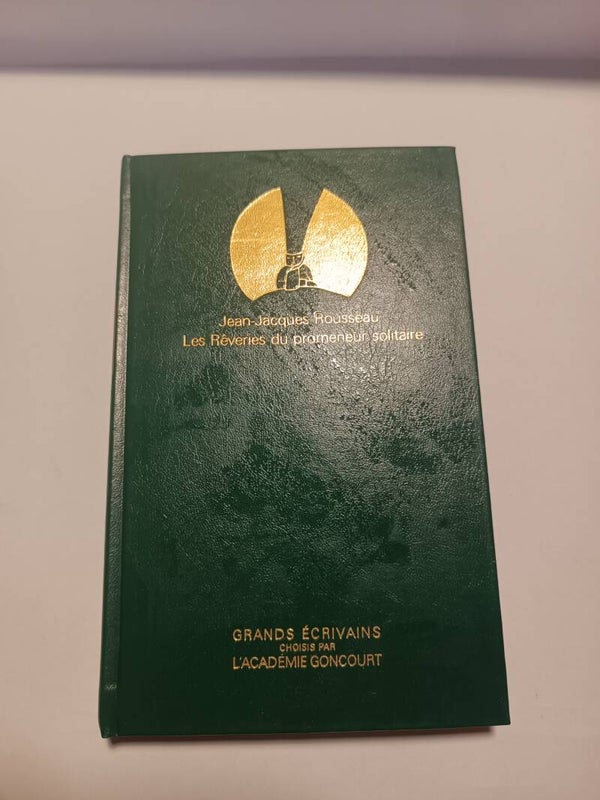 Jean-Jacques Rousseau
Les Rêveries du promeneur solitaire
GRANDS ÉCRIVAINS
CHOISIS PAR
L'ACADÉMIE GONCOURT